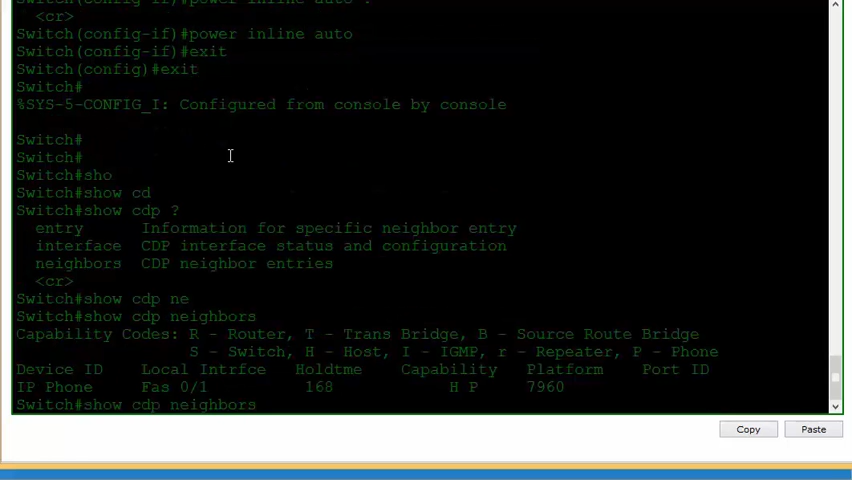 Switch(config-if)#power inline auto ?
<cr>
Switch(config-if)#power inline auto
Switch(config-if)#exit
Switch(config)#exit
Switch#
%SYS-5-CONFIG_I: Configured from console by console
Switch#
Switch#
Switch#sho
Switch#show cd
Switch#show cdp ?
entry Information for specific neighbor entry
interface CDP interface status and configuration
neighbors CDP neighbor entries
<cr>
Switch#show cdp ne
Switch#show cdp neighbors
Capability Codes: R - Router, T - Trans Bridge, B - Source Route Bridge
S - Switch, H - Host, I - IGMP, r - Repeater, P - Phone
Device ID Local Intrfce Holdtme Capability Platform Port ID
IP Phone Fas 0/1 168 H P 7960
Switch#show cdp neighbors
Copy Paste